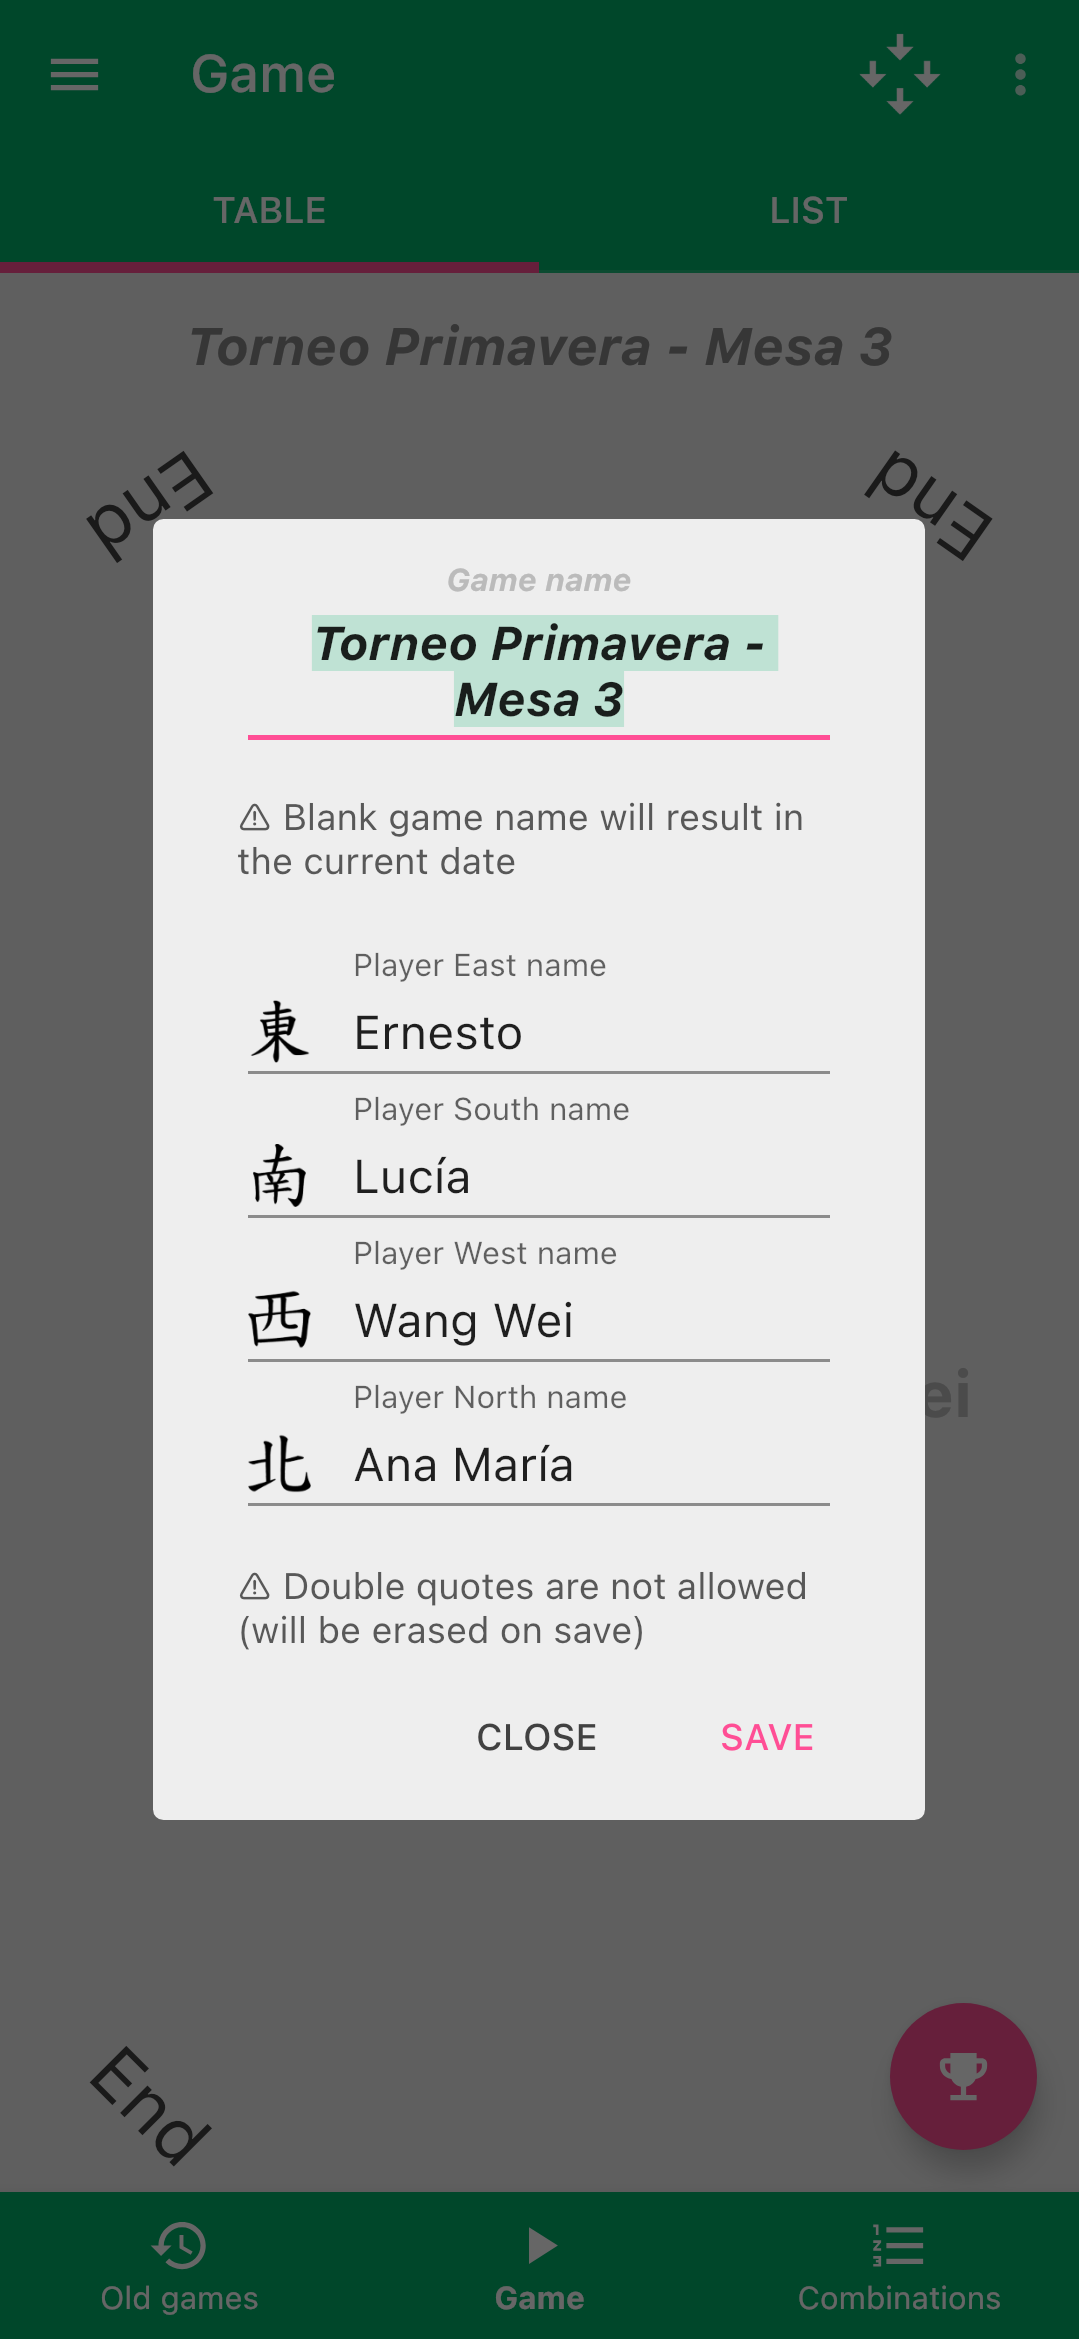 Game
TABLE
LIST
Torneo Primavera - Mesa 3
End
End
Game name
Torneo Primavera -
Mesa 3
⚠ Blank game name will result in
the current date
Player East name
東 Ernesto
Player South name
南 Lucía
Player West name
西 Wang Wei
ei
Player North name
北 Ana María
⚠ Double quotes are not allowed
(will be erased on save)
CLOSE
SAVE
End
Old games
Game
Combinations